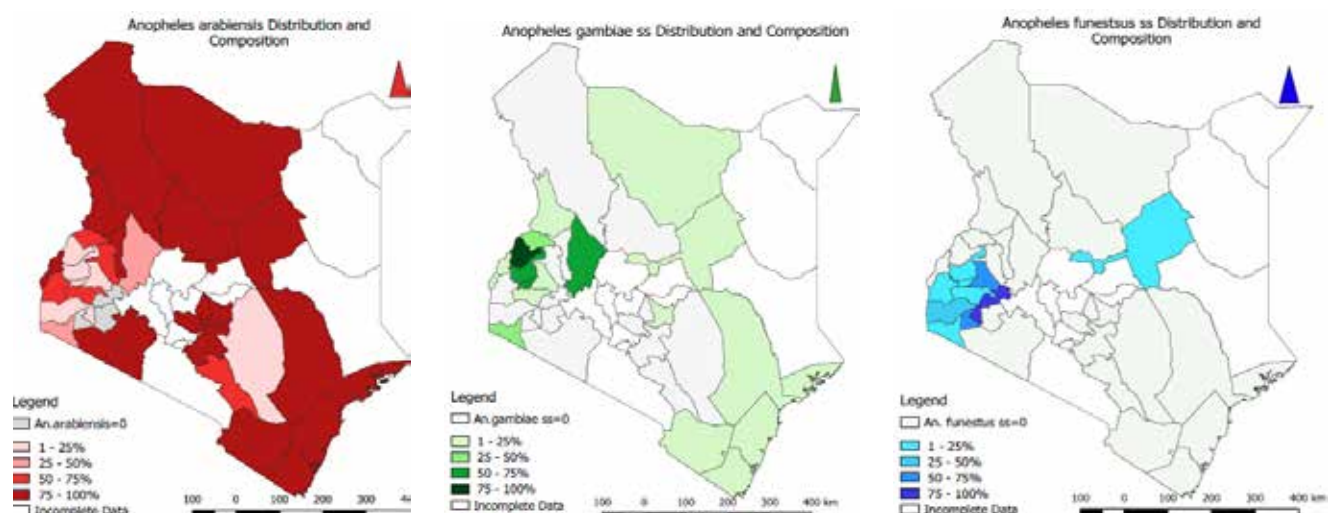 Anopheles arabiensis Distribution and
Composition
Legend
An.arabiensis=0
1 - 25%
25 - 50%
50 - 75%
75 - 100%
Incomplete Data
100 0 100 200 300 40
Anopheles gambiae ss Distribution and Composition
Legend
An.gambiae ss=0
1 - 25%
25 - 50%
50 - 75%
75 - 100%
Incomplete Data
100 0 100 200 300 400 km
Anopheles funestsus ss Distribution and
Composition
Legend
An. funestus ss=0
1 - 25%
25 - 50%
50 - 75%
75 - 100%
Incomplete Data
100 0 100 200 300 400 km